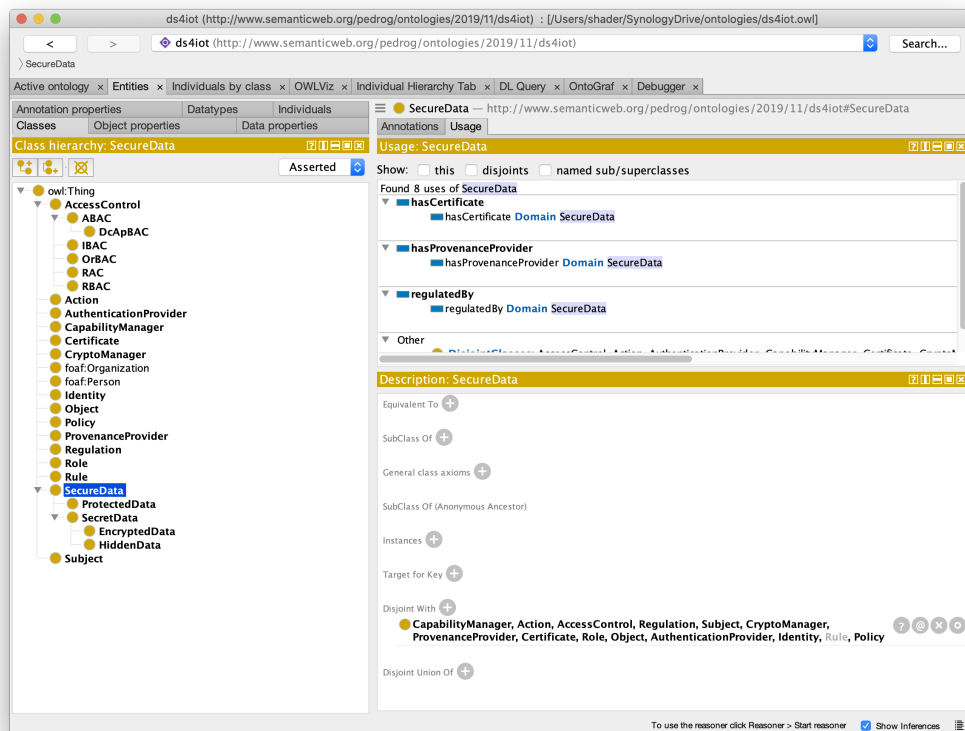 ds4iot (http://www.semanticweb.org/pedrog/ontologies/2019/11/ds4iot) : [/Users/shader/SynologyDrive/ontologies/ds4iot.owl]
< > ds4iot (http://www.semanticweb.org/pedrog/ontologies/2019/11/ds4iot) Search...
SecureData
Active ontology × Entities × Individuals by class × OWLViz × Individual Hierarchy Tab × DL Query × OntoGraf × Debugger ×
Annotation properties Datatypes Individuals
Classes Object properties Data properties
Class hierarchy: SecureData
Asserted
owl:Thing
AccessControl
ABAC
DcApBAC
IBAC
OrBAC
RAC
RBAC
Action
AuthenticationProvider
CapabilityManager
Certificate
CryptoManager
foaf:Organization
foaf:Person
Identity
Object
Policy
ProvenanceProvider
Regulation
Role
Rule
SecureData
ProtectedData
SecretData
EncryptedData
HiddenData
Subject
SecureData — http://www.semanticweb.org/pedrog/ontologies/2019/11/ds4iot#SecureData
Annotations Usage
Usage: SecureData
Show: this disjoints named sub/superclasses
Found 8 uses of SecureData
hasCertificate
hasCertificate Domain SecureData
hasProvenanceProvider
hasProvenanceProvider Domain SecureData
regulatedBy
regulatedBy Domain SecureData
Other
Description: SecureData
Equivalent To
SubClass Of
General class axioms
SubClass Of (Anonymous Ancestor)
Instances
Target for Key
Disjoint With
CapabilityManager, Action, AccessControl, Regulation, Subject, CryptoManager,
ProvenanceProvider, Certificate, Role, Object, AuthenticationProvider, Identity, Rule, Policy
Disjoint Union Of
To use the reasoner click Reasoner > Start reasoner Show Inferences